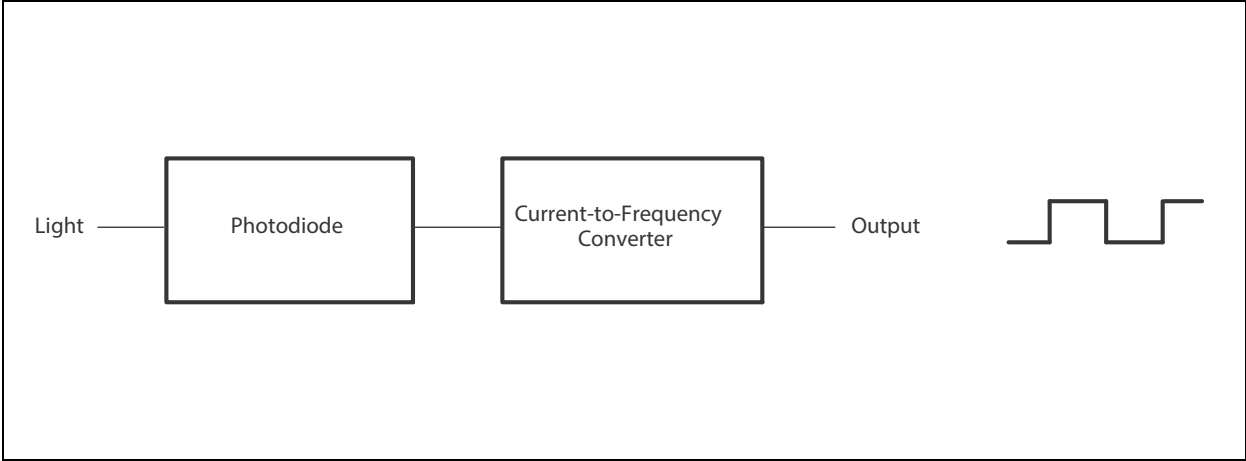 Light
Photodiode
Current-to-Frequency
Converter
Output